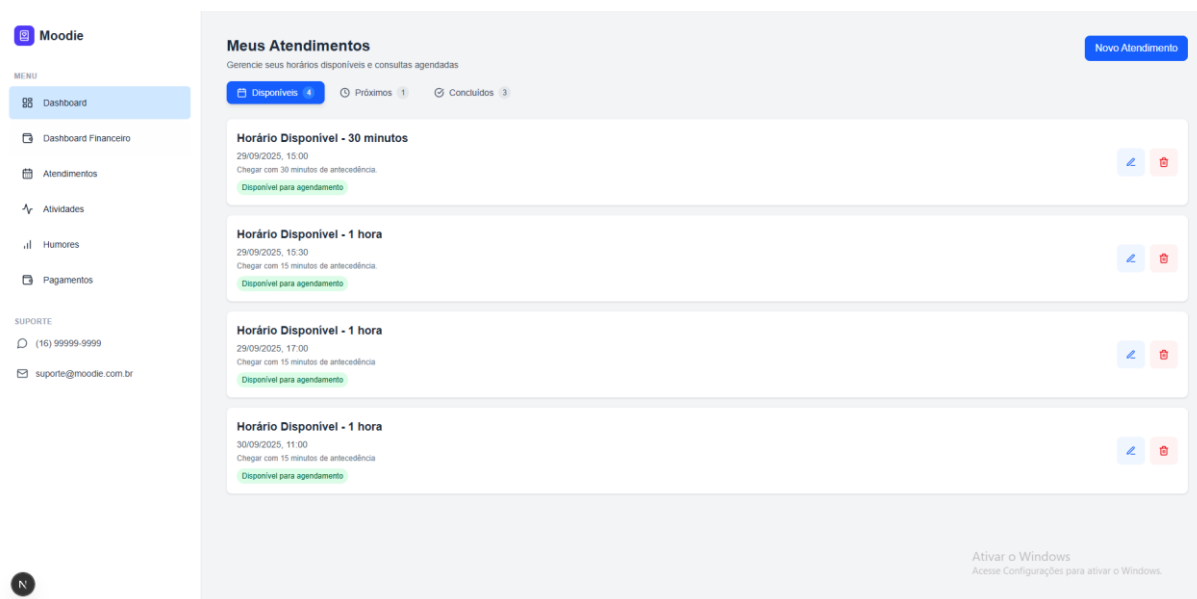 Moodie
MENU
Dashboard
Dashboard Financeiro
Atendimentos
Atividades
Humores
Pagamentos
SUPORTE
(16) 99999-9999
suporte@moodie.com.br
N
Meus Atendimentos
Gerencie seus horários disponíveis e consultas agendadas
Novo Atendimento
Disponíveis 4 Próximos 1 Concluídos 3
Horário Disponível - 30 minutos
29/09/2025, 15:00
Chegar com 30 minutos de antecedência.
Disponível para agendamento
Horário Disponível - 1 hora
29/09/2025, 15:30
Chegar com 15 minutos de antecedência.
Disponível para agendamento
Horário Disponível - 1 hora
29/09/2025, 17:00
Chegar com 15 minutos de antecedência
Disponível para agendamento
Horário Disponível - 1 hora
30/09/2025, 11:00
Chegar com 15 minutos de antecedência
Disponível para agendamento
Ativar o Windows
Acesse Configurações para ativar o Windows.